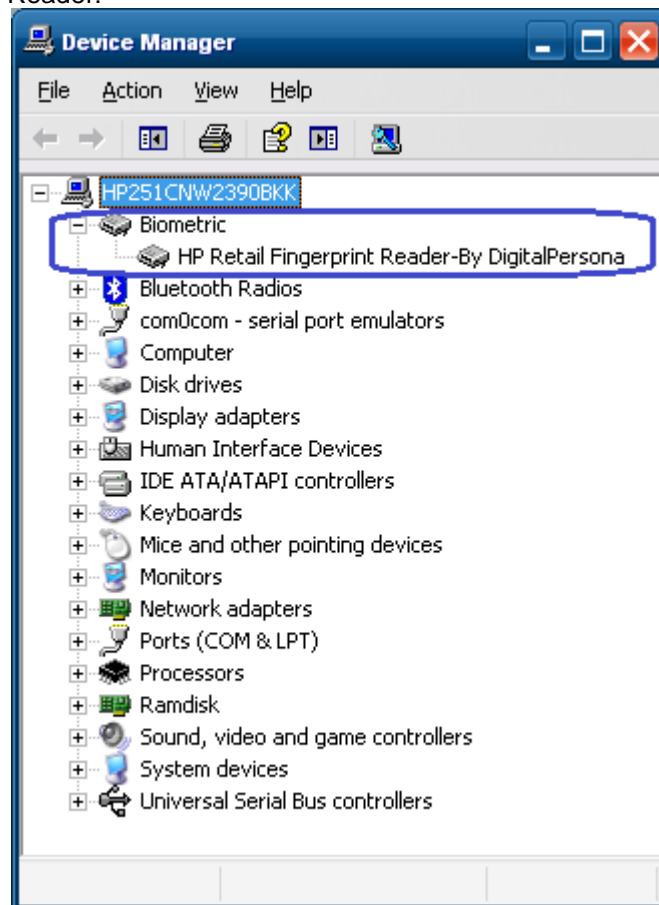 Reader.
Device Manager
File Action View Help
HP251CNW2390BKK
Biometric
HP Retail Fingerprint Reader-By DigitalPersona
Bluetooth Radios
com0com - serial port emulators
Computer
Disk drives
Display adapters
Human Interface Devices
IDE ATA/ATAPI controllers
Keyboards
Mice and other pointing devices
Monitors
Network adapters
Ports (COM & LPT)
Processors
Ramdisk
Sound, video and game controllers
System devices
Universal Serial Bus controllers